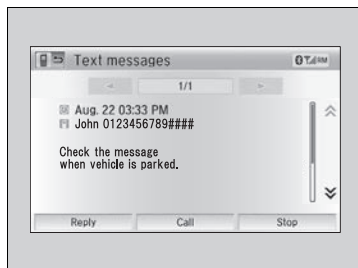 Text messages
1/1
Aug. 22 03:33 PM
John 0123456789####
Check the message
when vehicle is parked.
Reply Call Stop